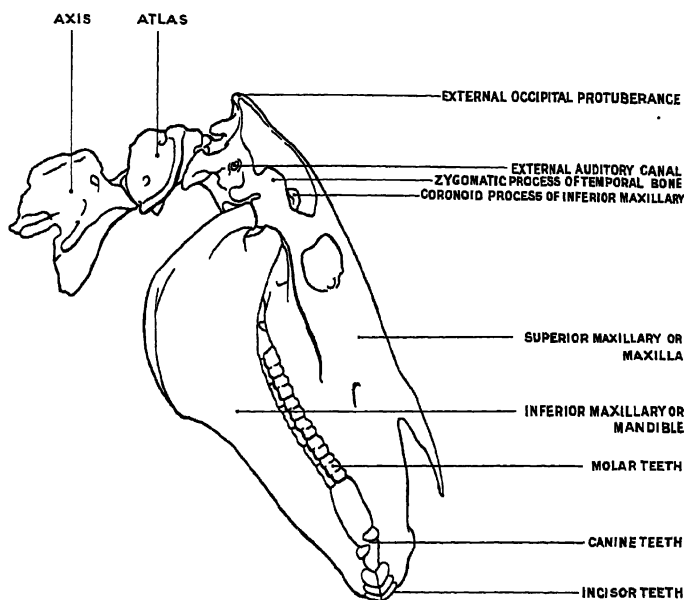 AXIS
ATLAS
EXTERNAL OCCIPITAL PROTUBERANCE
EXTERNAL AUDITORY CANAL
ZYGOMATIC PROCESS OF TEMPORAL BONE
CORONOID PROCESS OF INFERIOR MAXILLARY
SUPERIOR MAXILLARY OR
MAXILLA
INFERIOR MAXILLARY OR
MANDIBLE
MOLAR TEETH
CANINE TEETH
INCISOR TEETH